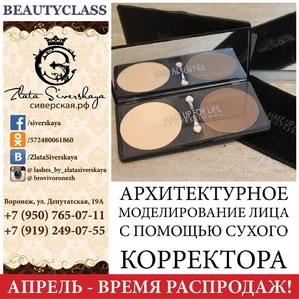 BEAUTYCLASS
Zlata Siverskaya
сиверская.рф
/siverskaya
/572480061860
/ZlataSiverskaya
@ lashes_by_zlatasiverskaya
@ brovivoronezh
Воронеж, ул. Депутатская, 19А
+7 (950) 765-07-11
+7 (919) 249-07-55
MAKE UP FOR LIFE
PROFESSIONAL
АРХИТЕКТУРНОЕ
МОДЕЛИРОВАНИЕ ЛИЦА
С ПОМОЩЬЮ СУХОГО
КОРРЕКТОРА
АПРЕЛЬ - ВРЕМЯ РАСПРОДАЖ!